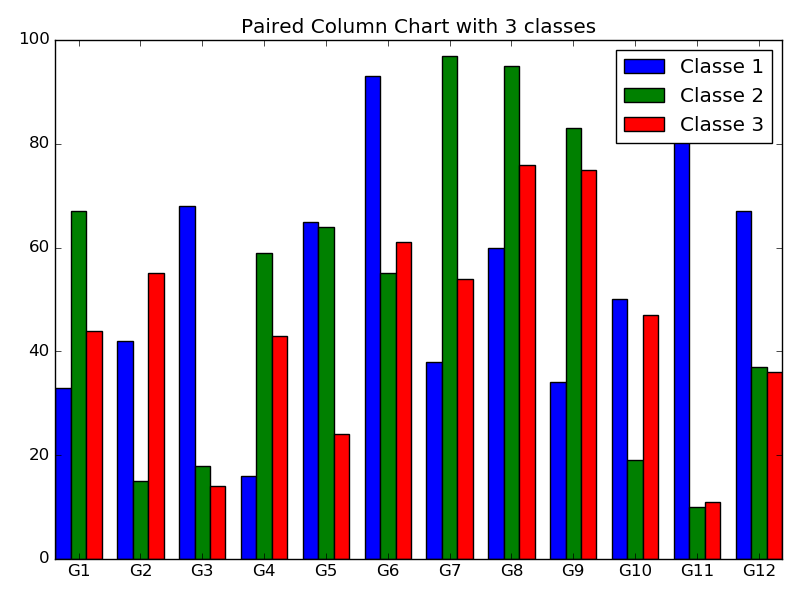 Paired Column Chart with 3 classes
100
80
60
40
20
0
Classe 1
Classe 2
Classe 3
G1 G2 G3 G4 G5 G6 G7 G8 G9 G10 G11 G12